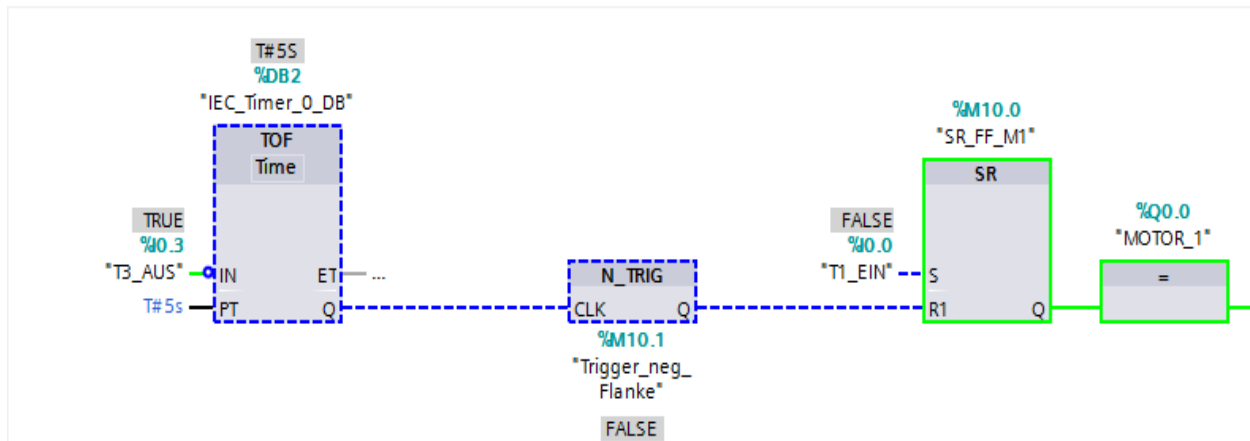 T#5S
%DB2
"IEC_Timer_0_DB"
TOF
Time
TRUE
%I0.3
"T3_AUS"
IN
ET
...
T#5s
PT
Q
N_TRIG
CLK
Q
%M10.1
"Trigger_neg_
Flanke"
FALSE
%M10.0
"SR_FF_M1"
SR
FALSE
%I0.0
"T1_EIN"
S
R1
Q
%Q0.0
"MOTOR_1"
=